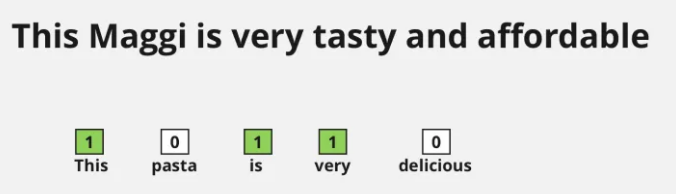 This Maggi is very tasty and affordable
1 0 1 1 0
This pasta is very delicious